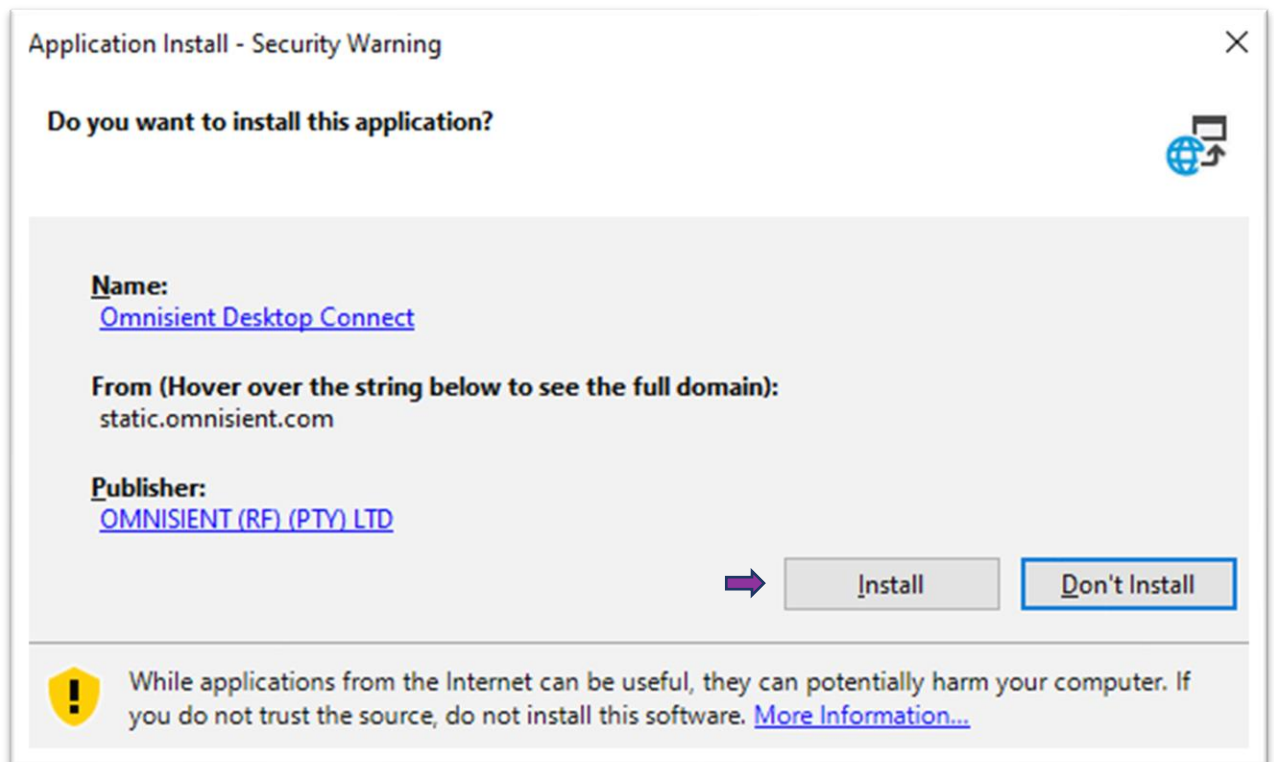 Application Install - Security Warning
Do you want to install this application?
Name:
Omnisient Desktop Connect
From (Hover over the string below to see the full domain):
static.omnisient.com
Publisher:
OMNISIENT (RF) (PTY) LTD
Install
Don't Install
While applications from the Internet can be useful, they can potentially harm your computer. If
you do not trust the source, do not install this software. More Information...